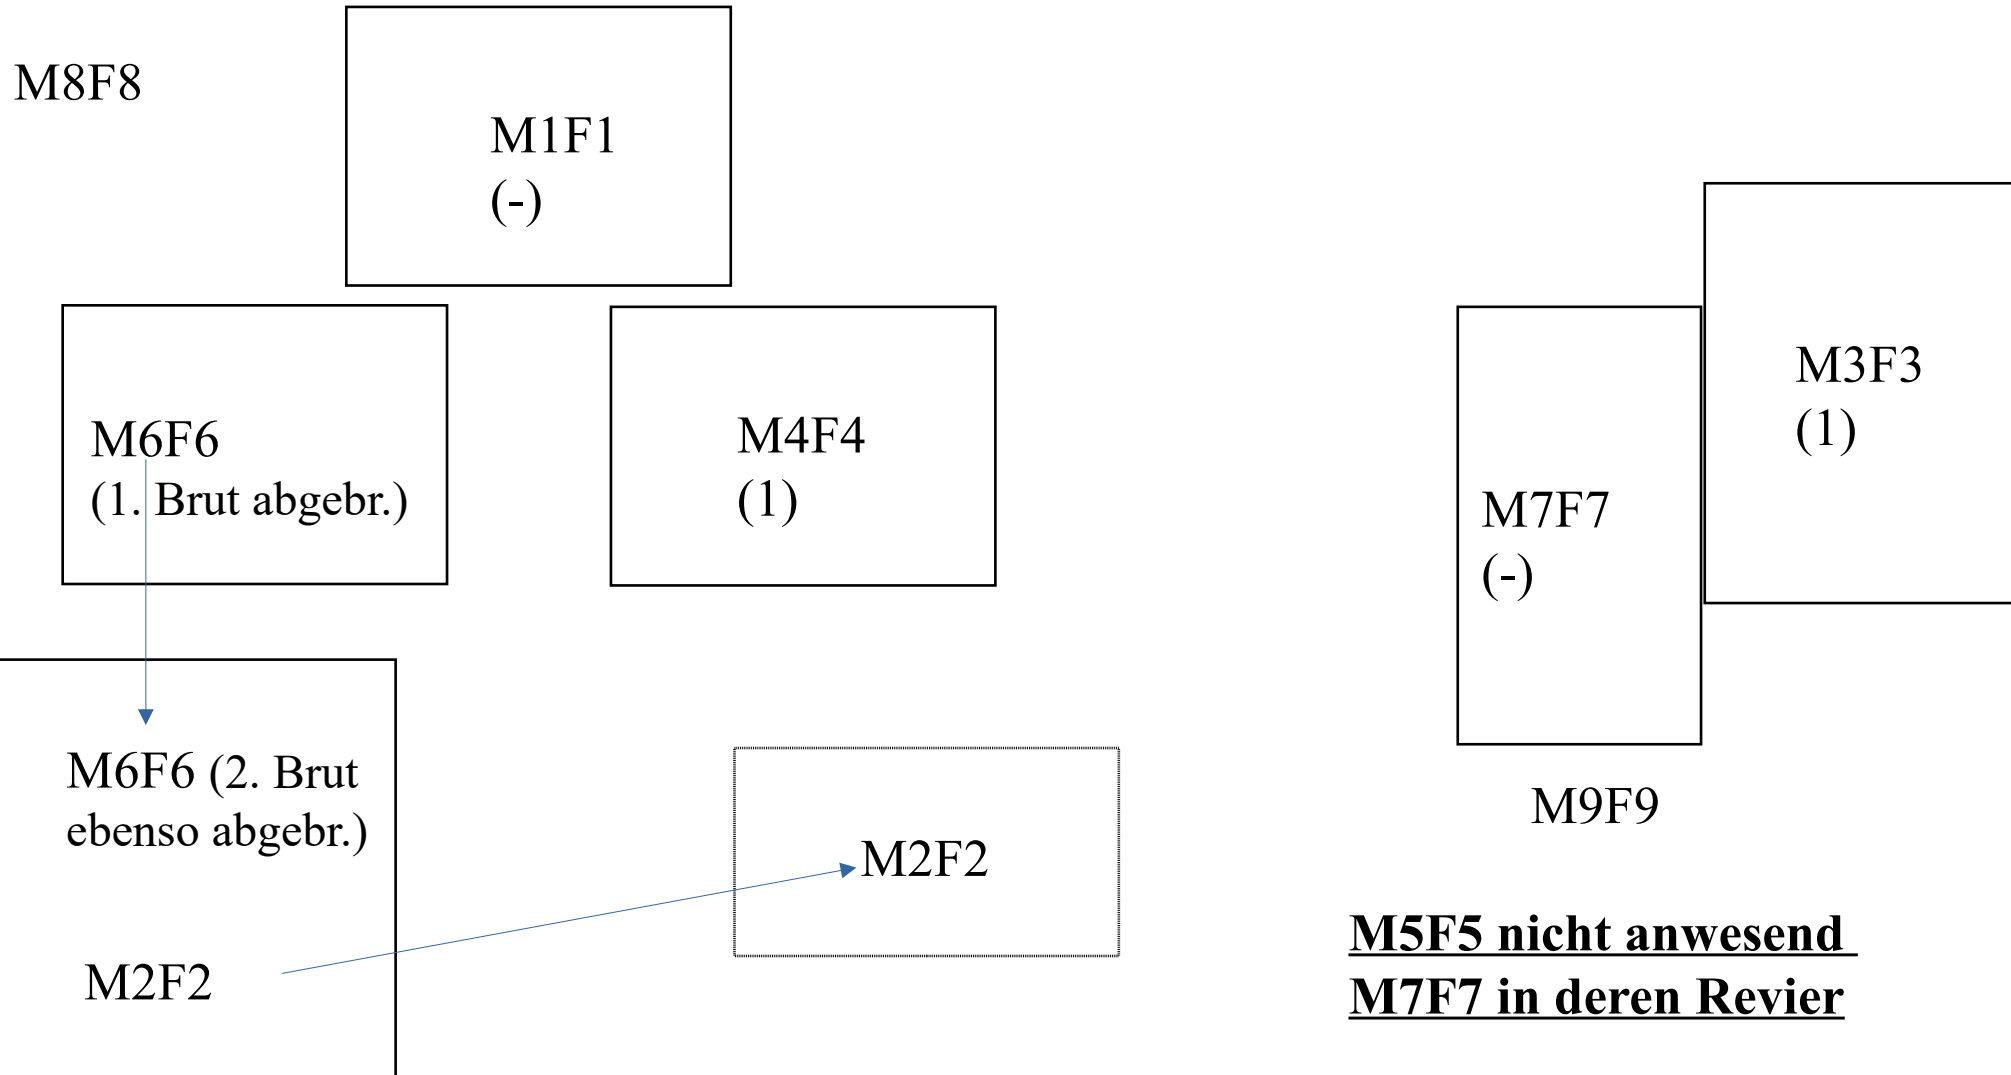 M8F8
M1F1
(-)
M3F3
(1)
M6F6
(1. Brut abgebr.)
M4F4
(1)
M7F7
(-)
M6F6 (2. Brut
ebenso abgebr.)
M2F2
M2F2
M9F9
M5F5 nicht anwesend
M7F7 in deren Revier